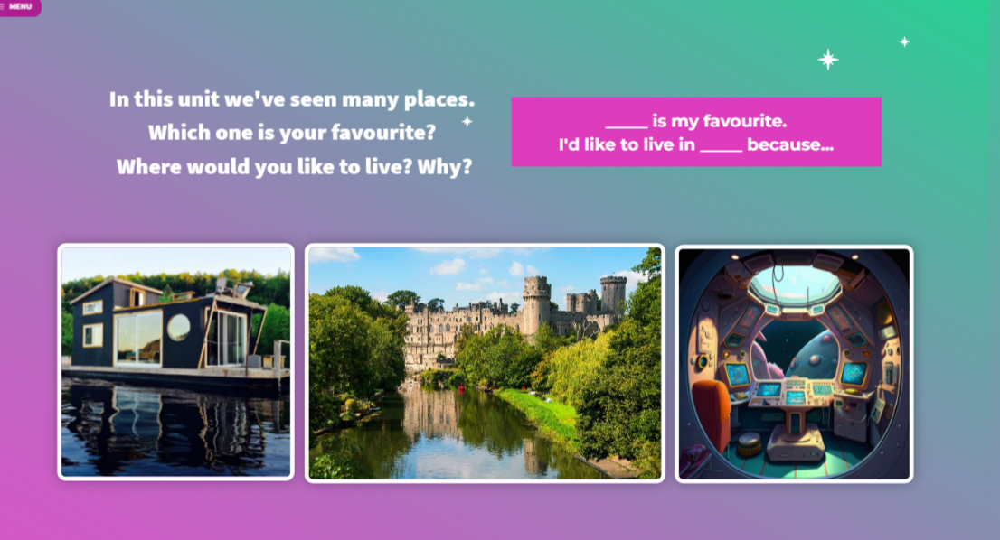 MENU
In this unit we've seen many places.
Which one is your favourite?
Where would you like to live? Why?
_____ is my favourite.
I'd like to live in _____ because...